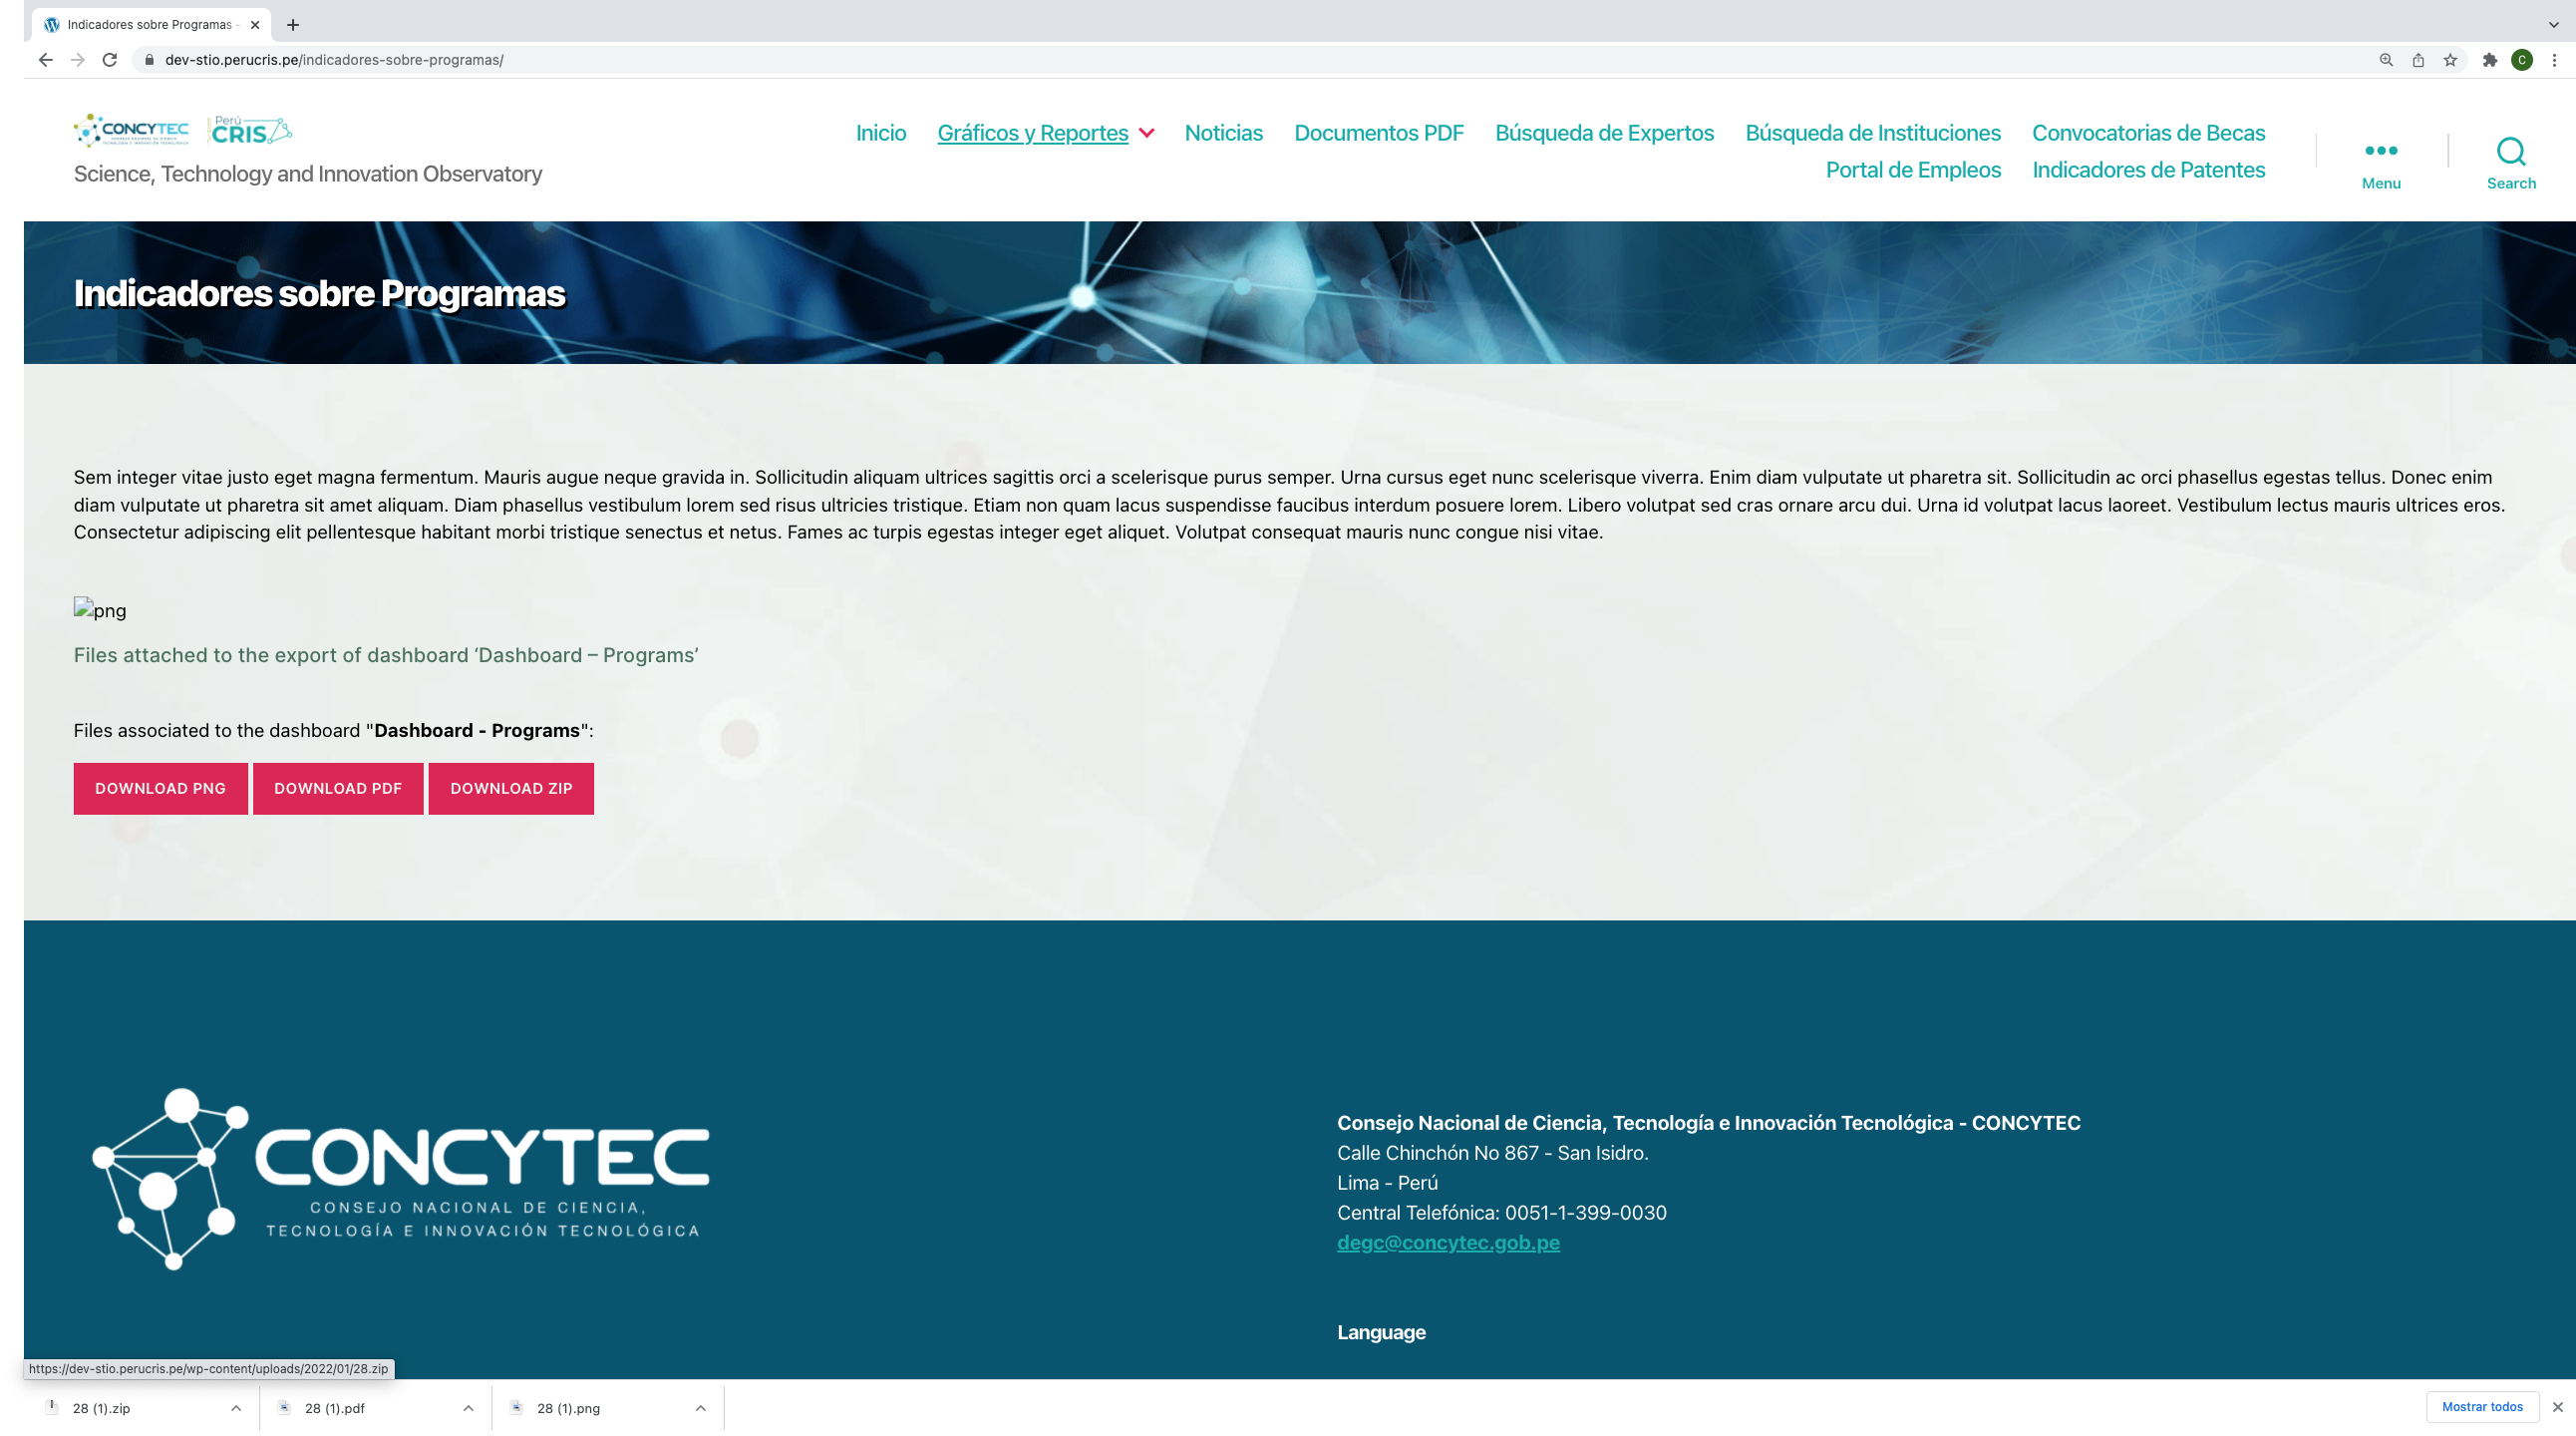 Indicadores sobre Programas -
dev-stio.perucris.pe/indicadores-sobre-programas/
C
CONCYTEC
Perú
CRIS
Science, Technology and Innovation Observatory
Inicio
Gráficos y Reportes
Noticias
Documentos PDF
Búsqueda de Expertos
Búsqueda de Instituciones
Convocatorias de Becas
Portal de Empleos
Indicadores de Patentes
Menu
Search
Indicadores sobre Programas
Sem integer vitae justo eget magna fermentum. Mauris augue neque gravida in. Sollicitudin aliquam ultrices sagittis orci a scelerisque purus semper. Urna cursus eget nunc scelerisque viverra. Enim diam vulputate ut pharetra sit. Sollicitudin ac orci phasellus egestas tellus. Donec enim
diam vulputate ut pharetra sit amet aliquam. Diam phasellus vestibulum lorem sed risus ultricies tristique. Etiam non quam lacus suspendisse faucibus interdum posuere lorem. Libero volutpat sed cras ornare arcu dui. Urna id volutpat lacus laoreet. Vestibulum lectus mauris ultrices eros.
Consectetur adipiscing elit pellentesque habitant morbi tristique senectus et netus. Fames ac turpis egestas integer eget aliquet. Volutpat consequat mauris nunc congue nisi vitae.
png
Files attached to the export of dashboard ‘Dashboard – Programs’
Files associated to the dashboard "Dashboard - Programs":
DOWNLOAD PNG
DOWNLOAD PDF
DOWNLOAD ZIP
CONCYTEC
CONSEJO NACIONAL DE CIENCIA,
TECNOLOGÍA E INNOVACIÓN TECNOLÓGICA
Consejo Nacional de Ciencia, Tecnología e Innovación Tecnológica - CONCYTEC
Calle Chinchón No 867 - San Isidro.
Lima - Perú
Central Telefónica: 0051-1-399-0030
degc@concytec.gob.pe
Language
https://dev-stio.perucris.pe/wp-content/uploads/2022/01/28.zip
28 (1).zip
28 (1).pdf
28 (1).png
Mostrar todos